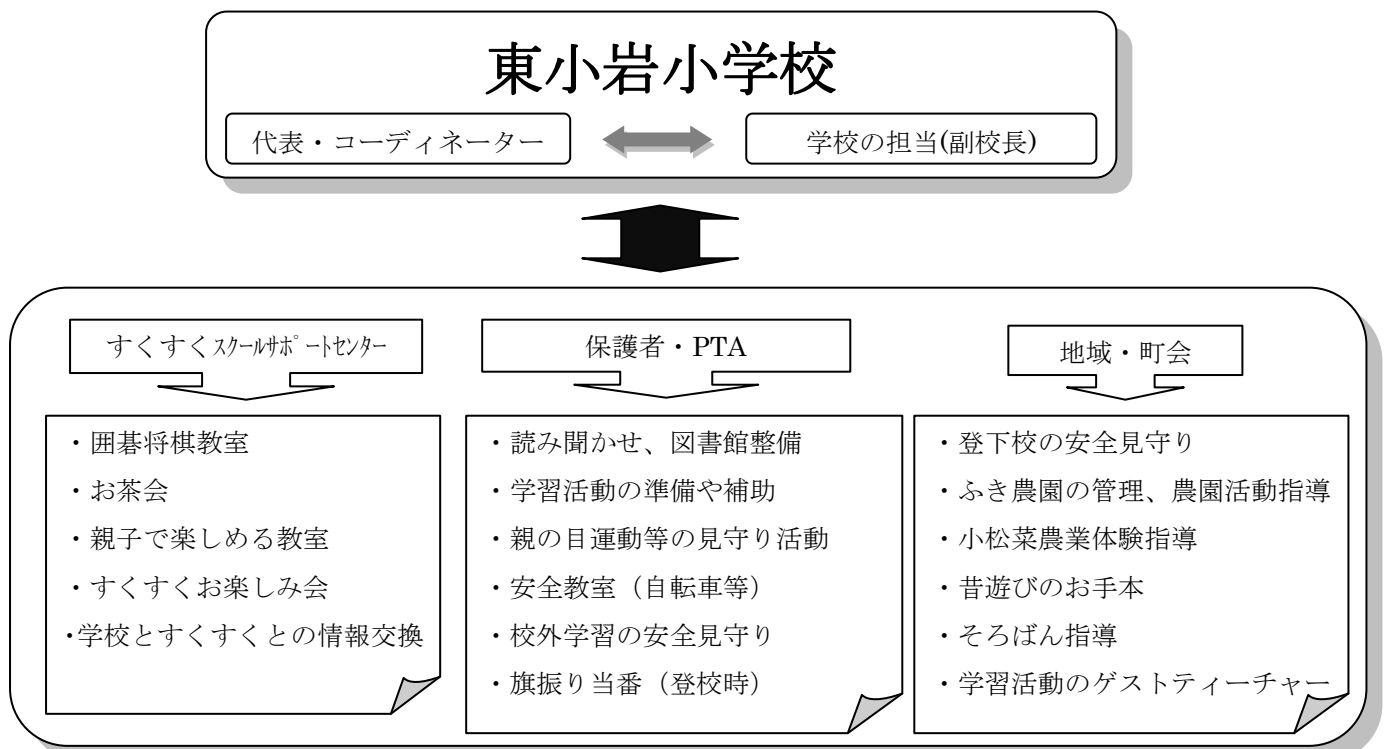 東小岩小学校
代表・コーディネーター
学校の担当(副校長)
すくすくｽｸｰﾙｻﾎﾟｰﾄｾﾝﾀｰ
・囲碁将棋教室
・お茶会
・親子で楽しめる教室
・すくすくお楽しみ会
・学校とすくすくとの情報交換
保護者・PTA
・読み聞かせ、図書館整備
・学習活動の準備や補助
・親の目運動等の見守り活動
・安全教室（自転車等）
・校外学習の安全見守り
・旗振り当番（登校時）
地域・町会
・登下校の安全見守り
・ふき農園の管理、農園活動指導
・小松菜農業体験指導
・昔遊びのお手本
・そろばん指導
・学習活動のゲストティーチャー